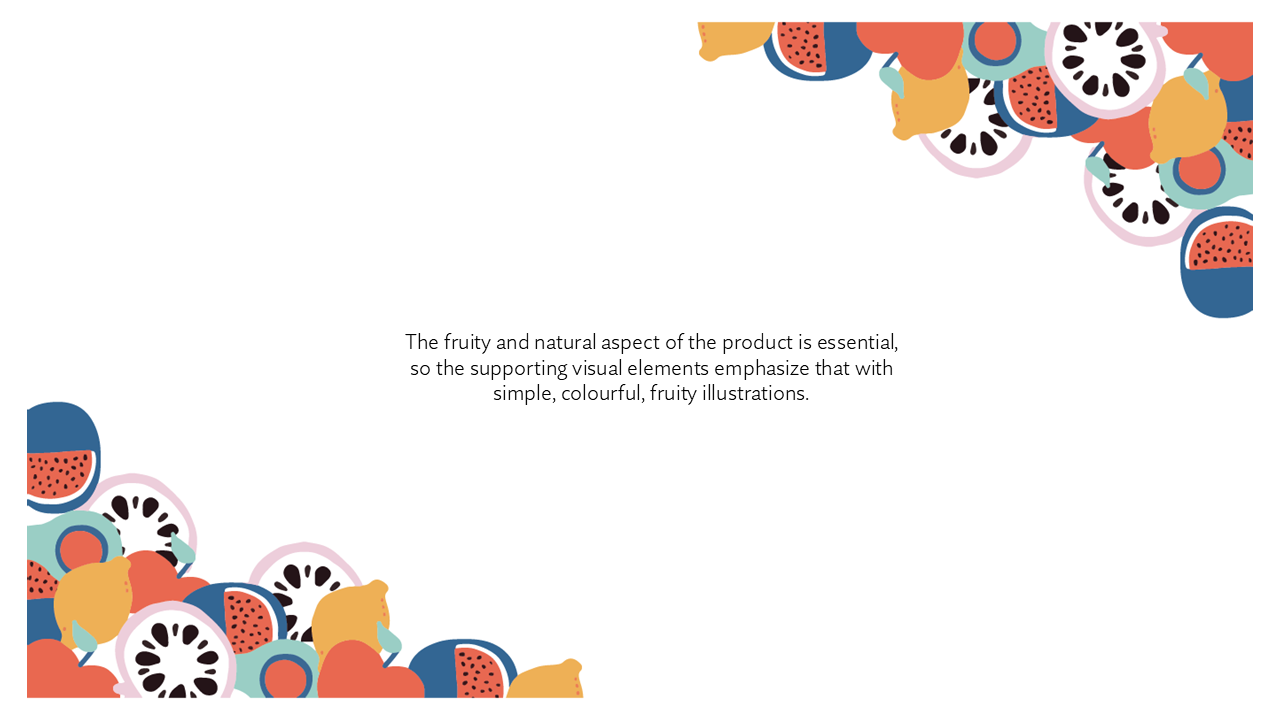 The fruity and natural aspect of the product is essential,
so the supporting visual elements emphasize that with
simple, colourful, fruity illustrations.